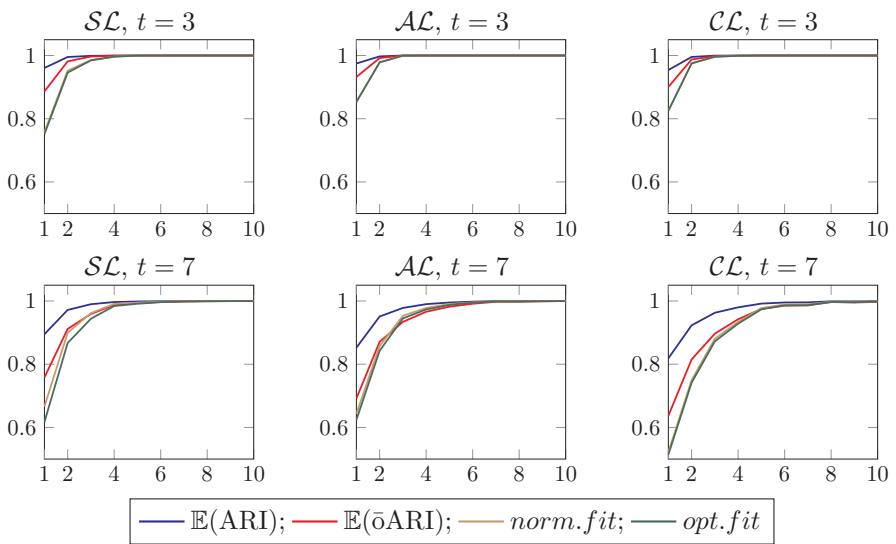 𝒮ℒ, t = 3
𝒜ℒ, t = 3
𝒞ℒ, t = 3
1
0.8
0.6
1 2 4 6 8 10
1
0.8
0.6
1 2 4 6 8 10
1
0.8
0.6
1 2 4 6 8 10
𝒮ℒ, t = 7
𝒜ℒ, t = 7
𝒞ℒ, t = 7
1
0.8
0.6
1 2 4 6 8 10
1
0.8
0.6
1 2 4 6 8 10
1
0.8
0.6
1 2 4 6 8 10
𝔼(ARI); 𝔼(ōARI); norm.fit; opt.fit